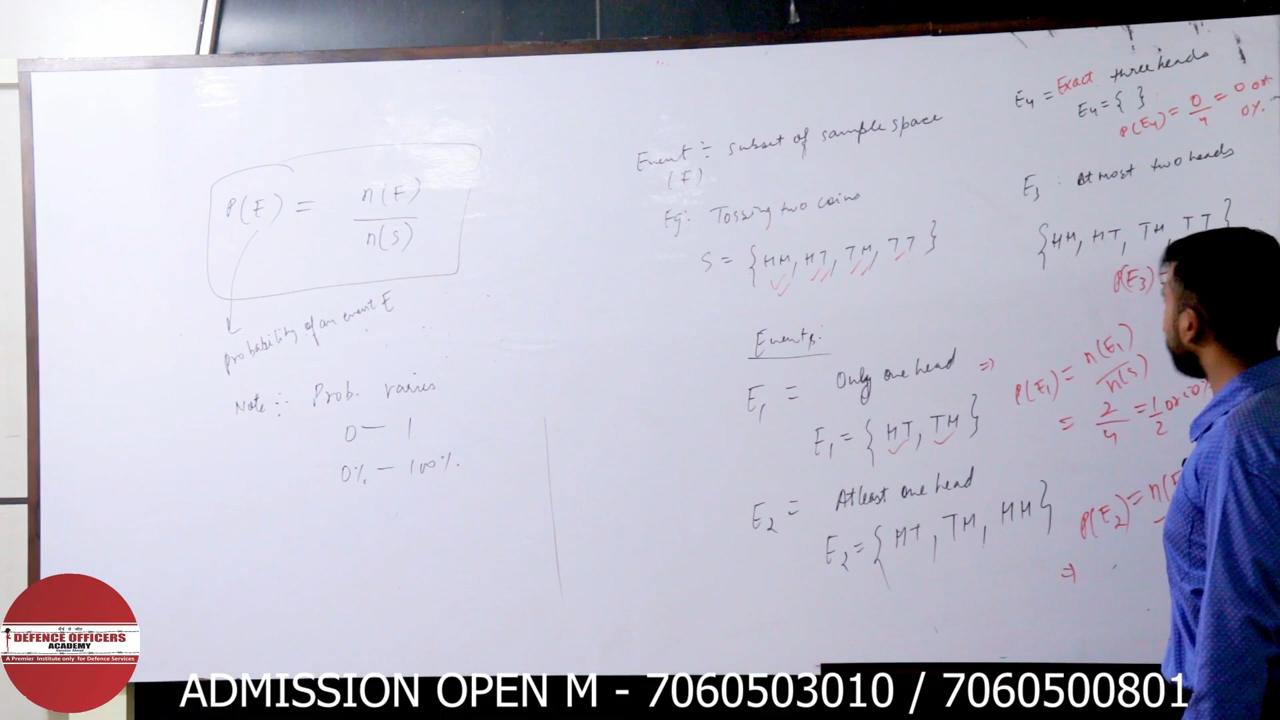 P(E) = n(E)/n(S)
probability of an event E
Note :- Prob. varies
0 — 1
0% — 100%.
Event :- subset of sample space
(E)
Eg: Tossing two coins
S = {HH, HT, TH, TT}
Events:
E1 = Only one head ⇒
E1 = {HT, TH}
P(E1) = n(E1)/n(S)
= 2/4 = 1/2 or
E2 = Atleast one head
E2 = {HT, TH, HH}
P(E2) =
⇒
E4 = Exact three heads
E4 = { }
P(E4) = 0/4 = 0 or
0%
E3 : Atmost two heads
{HH, HT, TH, TT}
P(E3) =
DEFENCE OFFICERS
ACADEMY
A Premier Institute only for Defence Services
ADMISSION OPEN M - 7060503010 / 7060500801